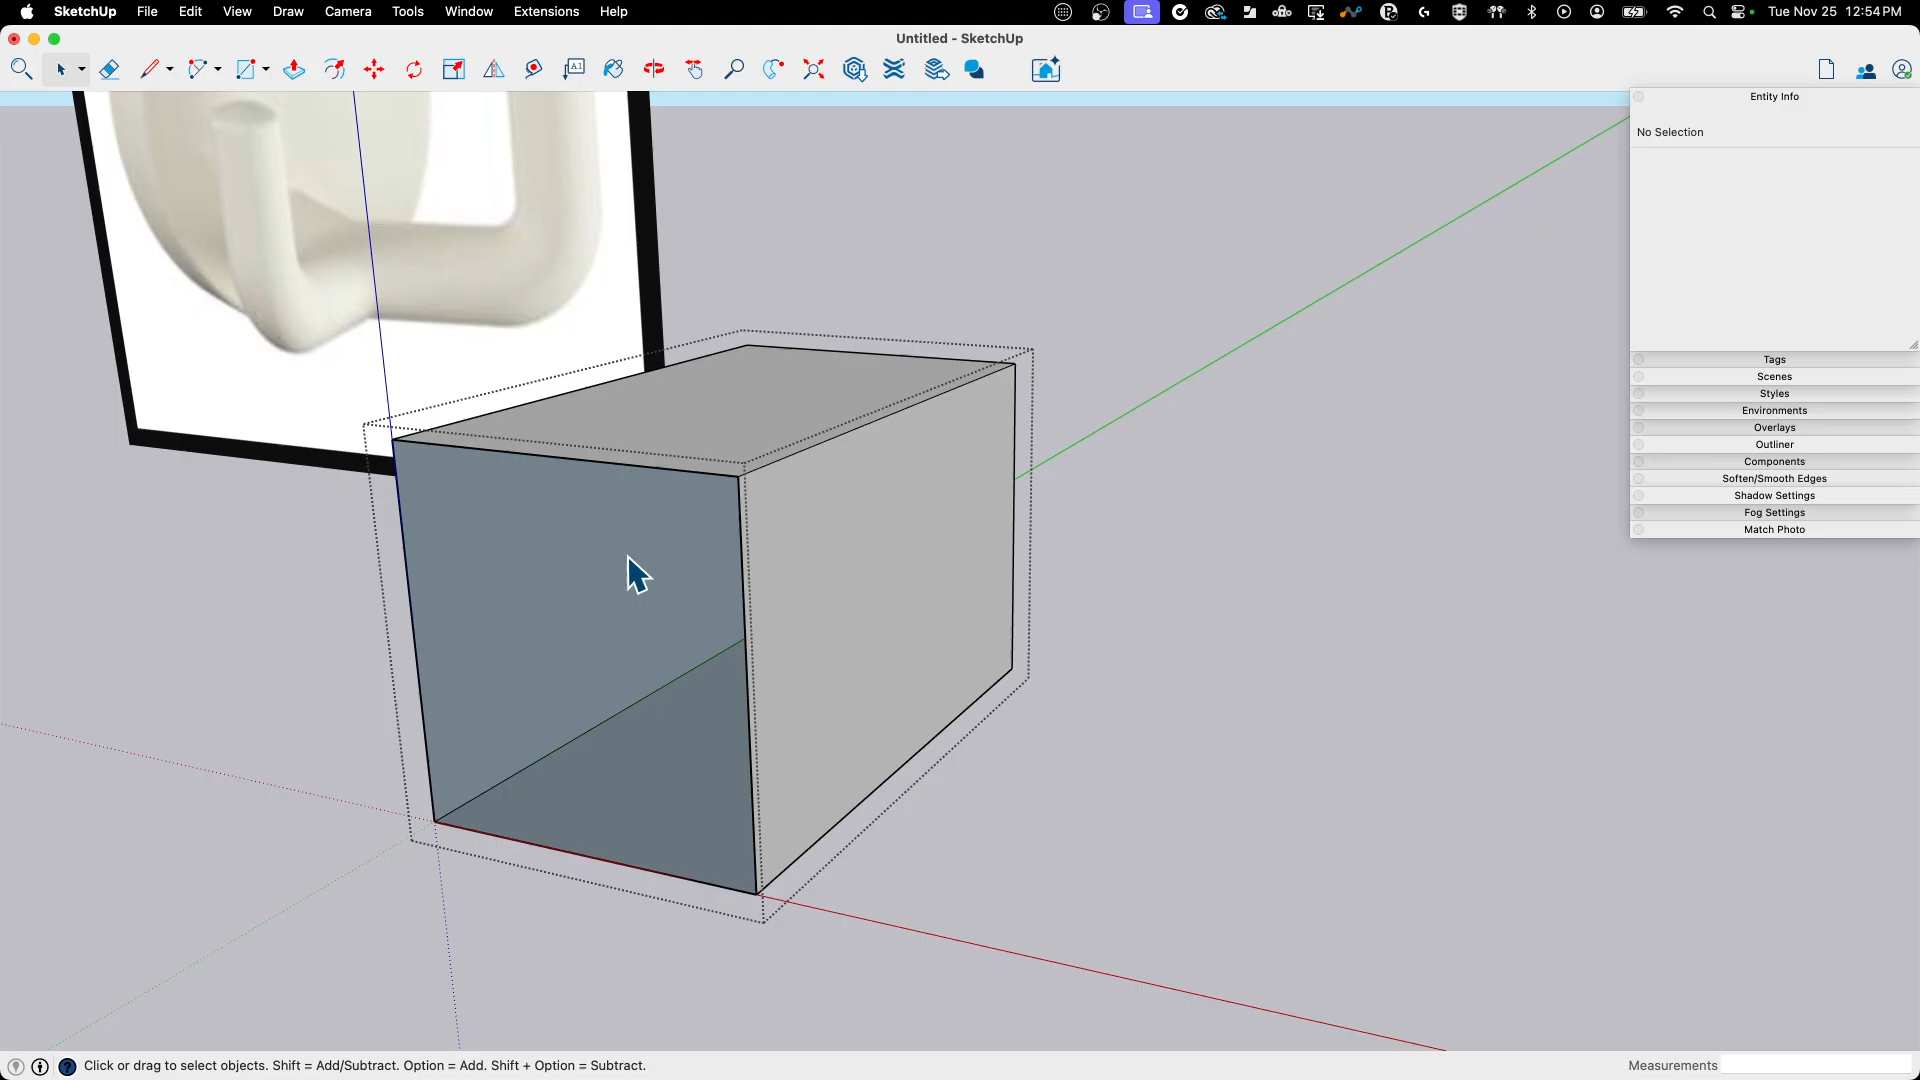 SketchUp File Edit View Draw Camera Tools Window Extensions Help
Tue Nov 25 12:54 PM
Untitled - SketchUp
A1
Entity Info
No Selection
Tags
Scenes
Styles
Environments
Overlays
Outliner
Components
Soften/Smooth Edges
Shadow Settings
Fog Settings
Match Photo
Click or drag to select objects. Shift = Add/Subtract. Option = Add. Shift + Option = Subtract.
Measurements